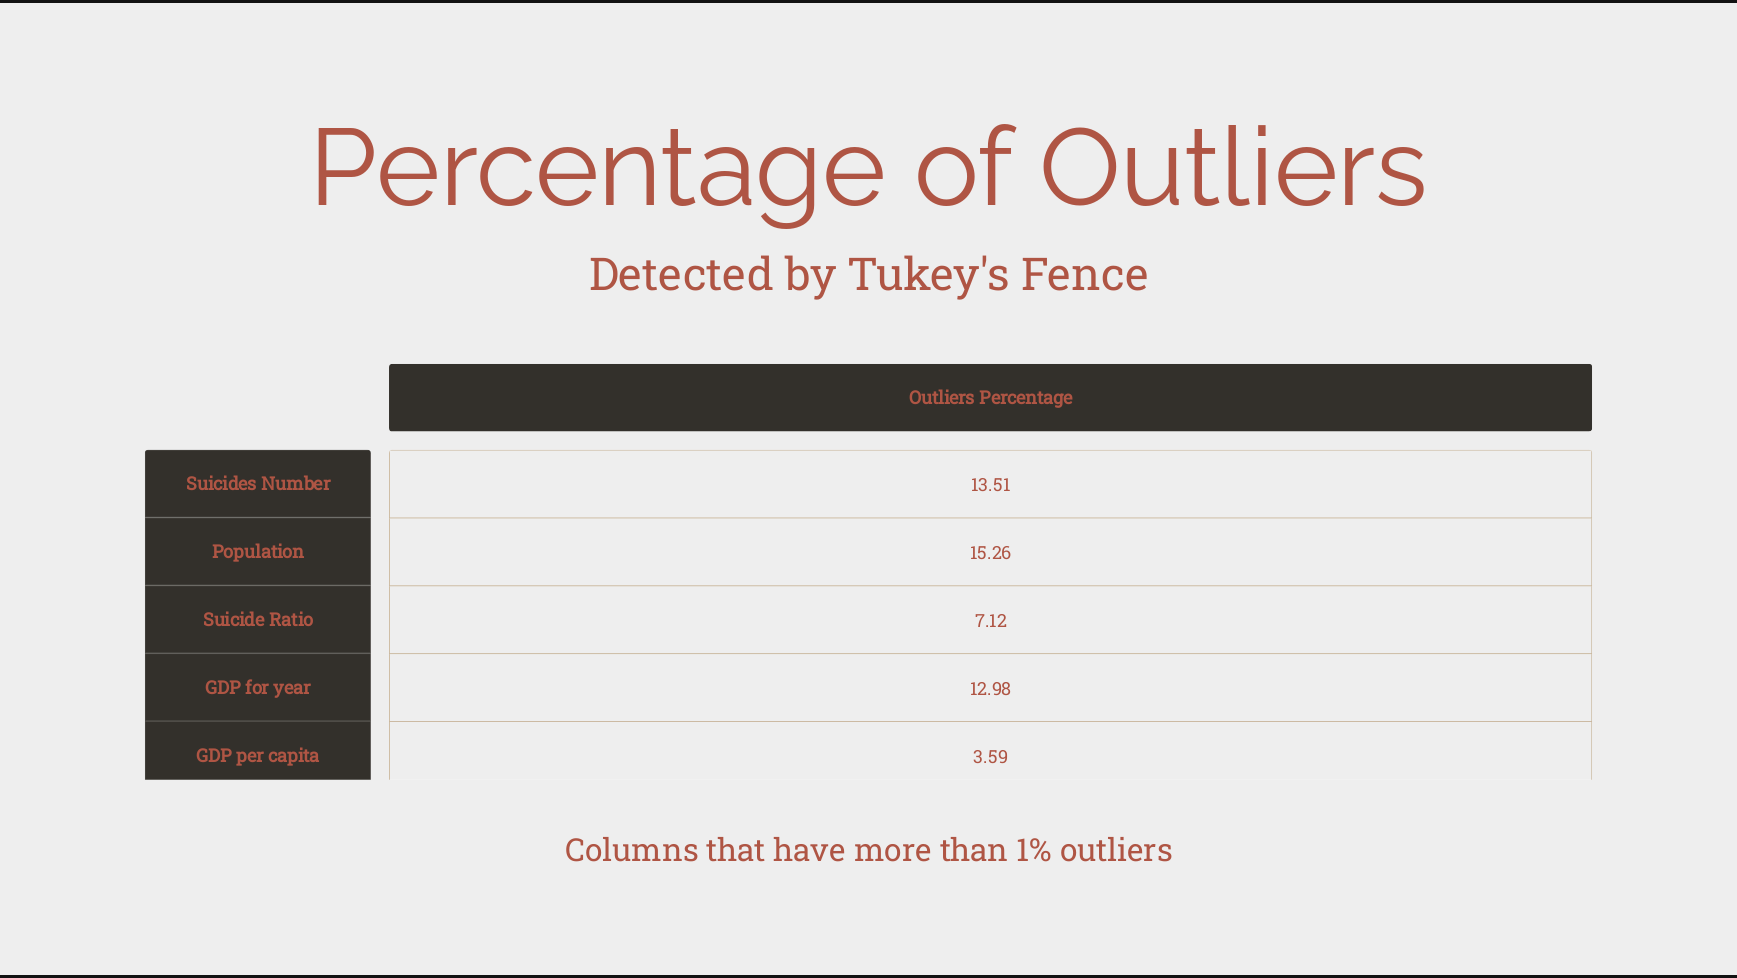 Percentage of Outliers
Detected by Tukey's Fence
Outliers Percentage
Suicides Number 13.51
Population 15.26
Suicide Ratio 7.12
GDP for year 12.98
GDP per capita 3.59
Columns that have more than 1% outliers